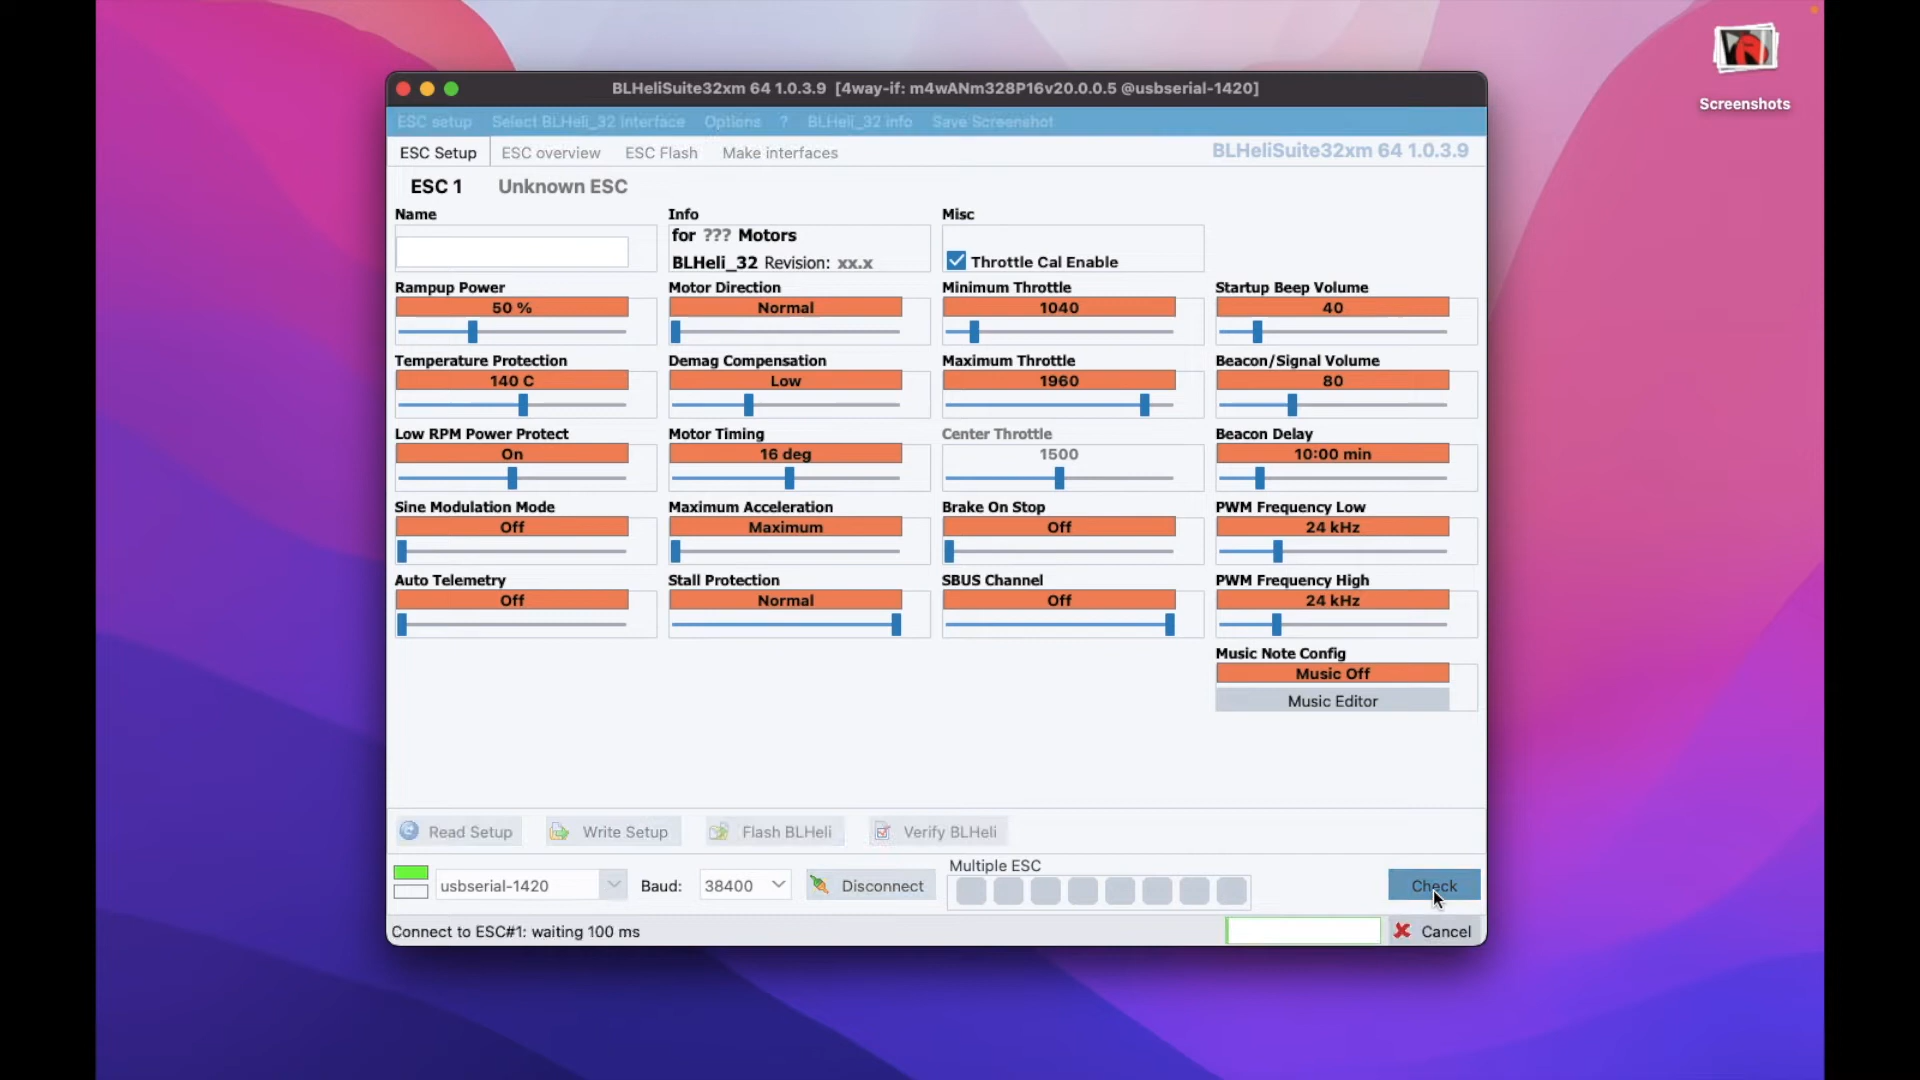 Screenshots
BLHeliSuite32xm 64 1.0.3.9 [4way-if: m4wANm328P16v20.0.0.5 @usbserial-1420]
ESC setup Select BLHeli_32 Interface Options ? BLHeli_32 info Save Screenshot
ESC Setup ESC overview ESC Flash Make interfaces BLHeliSuite32xm 64 1.0.3.9
ESC 1 Unknown ESC
Name Info Misc
for ??? Motors
BLHeli_32 Revision: xx.x Throttle Cal Enable
Rampup Power Motor Direction Minimum Throttle Startup Beep Volume
50 % Normal 1040 40
Temperature Protection Demag Compensation Maximum Throttle Beacon/Signal Volume
140 C Low 1960 80
Low RPM Power Protect Motor Timing Center Throttle Beacon Delay
On 16 deg 1500 10:00 min
Sine Modulation Mode Maximum Acceleration Brake On Stop PWM Frequency Low
Off Maximum Off 24 kHz
Auto Telemetry Stall Protection SBUS Channel PWM Frequency High
Off Normal Off 24 kHz
Music Note Config
Music Off
Music Editor
Read Setup Write Setup Flash BLHeli Verify BLHeli
Multiple ESC
usbserial-1420 Baud: 38400 Disconnect Check
Connect to ESC#1: waiting 100 ms Cancel